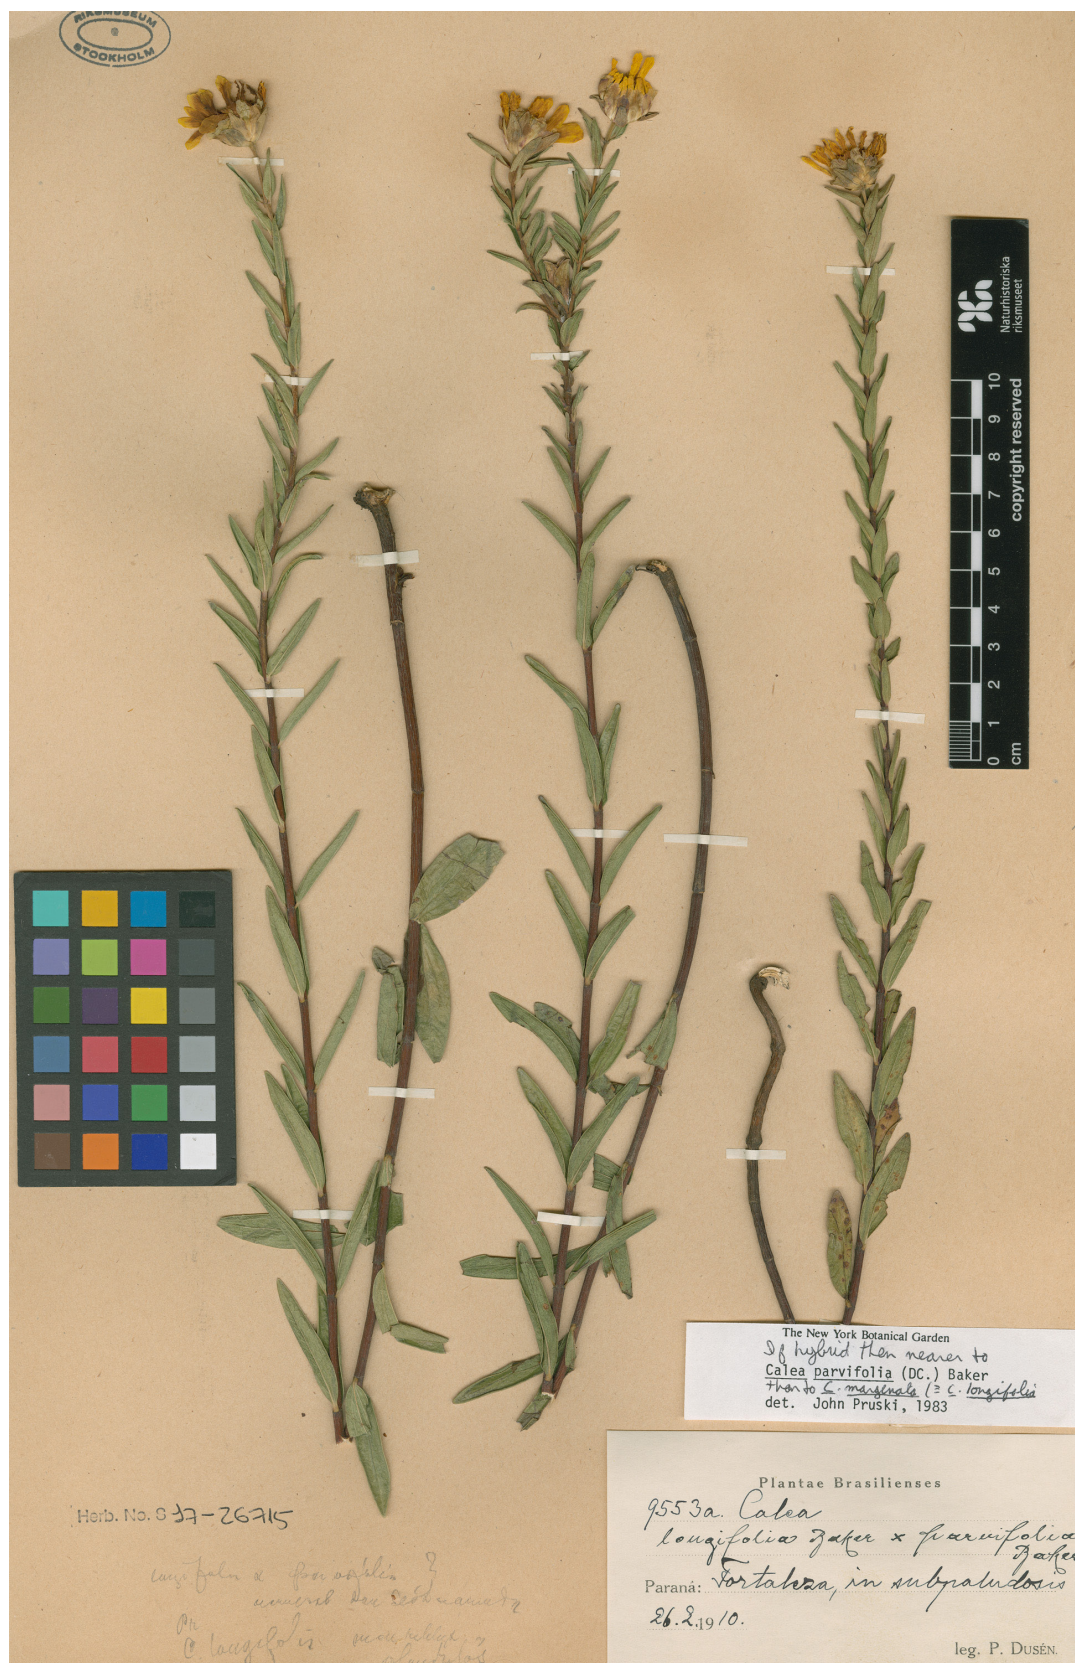 RIKSMUSEUM
STOCKHOLM
Naturhistoriska
riksmuseet
10
9
8
7
6
5
4
3
2
1
0
cm
copyright reserved
The New York Botanical Garden
If hybrid then nearer to
Calea parvifolia (DC.) Baker
than to C. marginata (= C. longifolia
det. John Pruski, 1983
Plantae Brasilienses
9553a. Calea
longifolia Baker x parvifolia
Baker
Paraná: Fortaleza, in subpaludosis
26.2.1910.
leg. P. DUSÉN.
Herb. No. S 17-26715
longifolia x parvifolia ?
C. longifolia